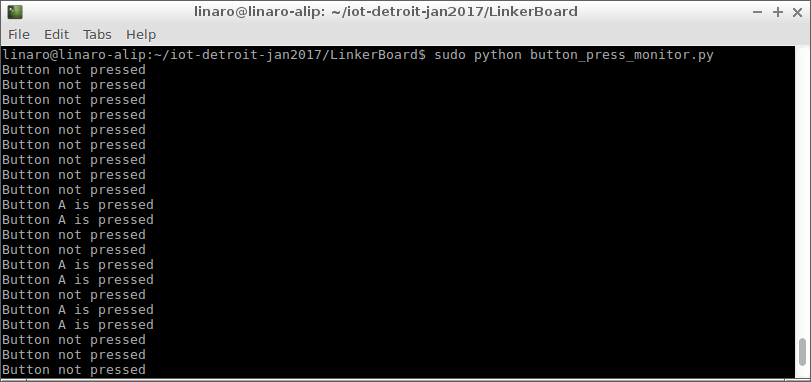 linaro@linaro-alip: ~/iot-detroit-jan2017/LinkerBoard
File Edit Tabs Help
linaro@linaro-alip:~/iot-detroit-jan2017/LinkerBoard$ sudo python button_press_monitor.py
Button not pressed
Button not pressed
Button not pressed
Button not pressed
Button not pressed
Button not pressed
Button not pressed
Button not pressed
Button not pressed
Button A is pressed
Button A is pressed
Button not pressed
Button not pressed
Button A is pressed
Button A is pressed
Button not pressed
Button A is pressed
Button A is pressed
Button not pressed
Button not pressed
Button not pressed